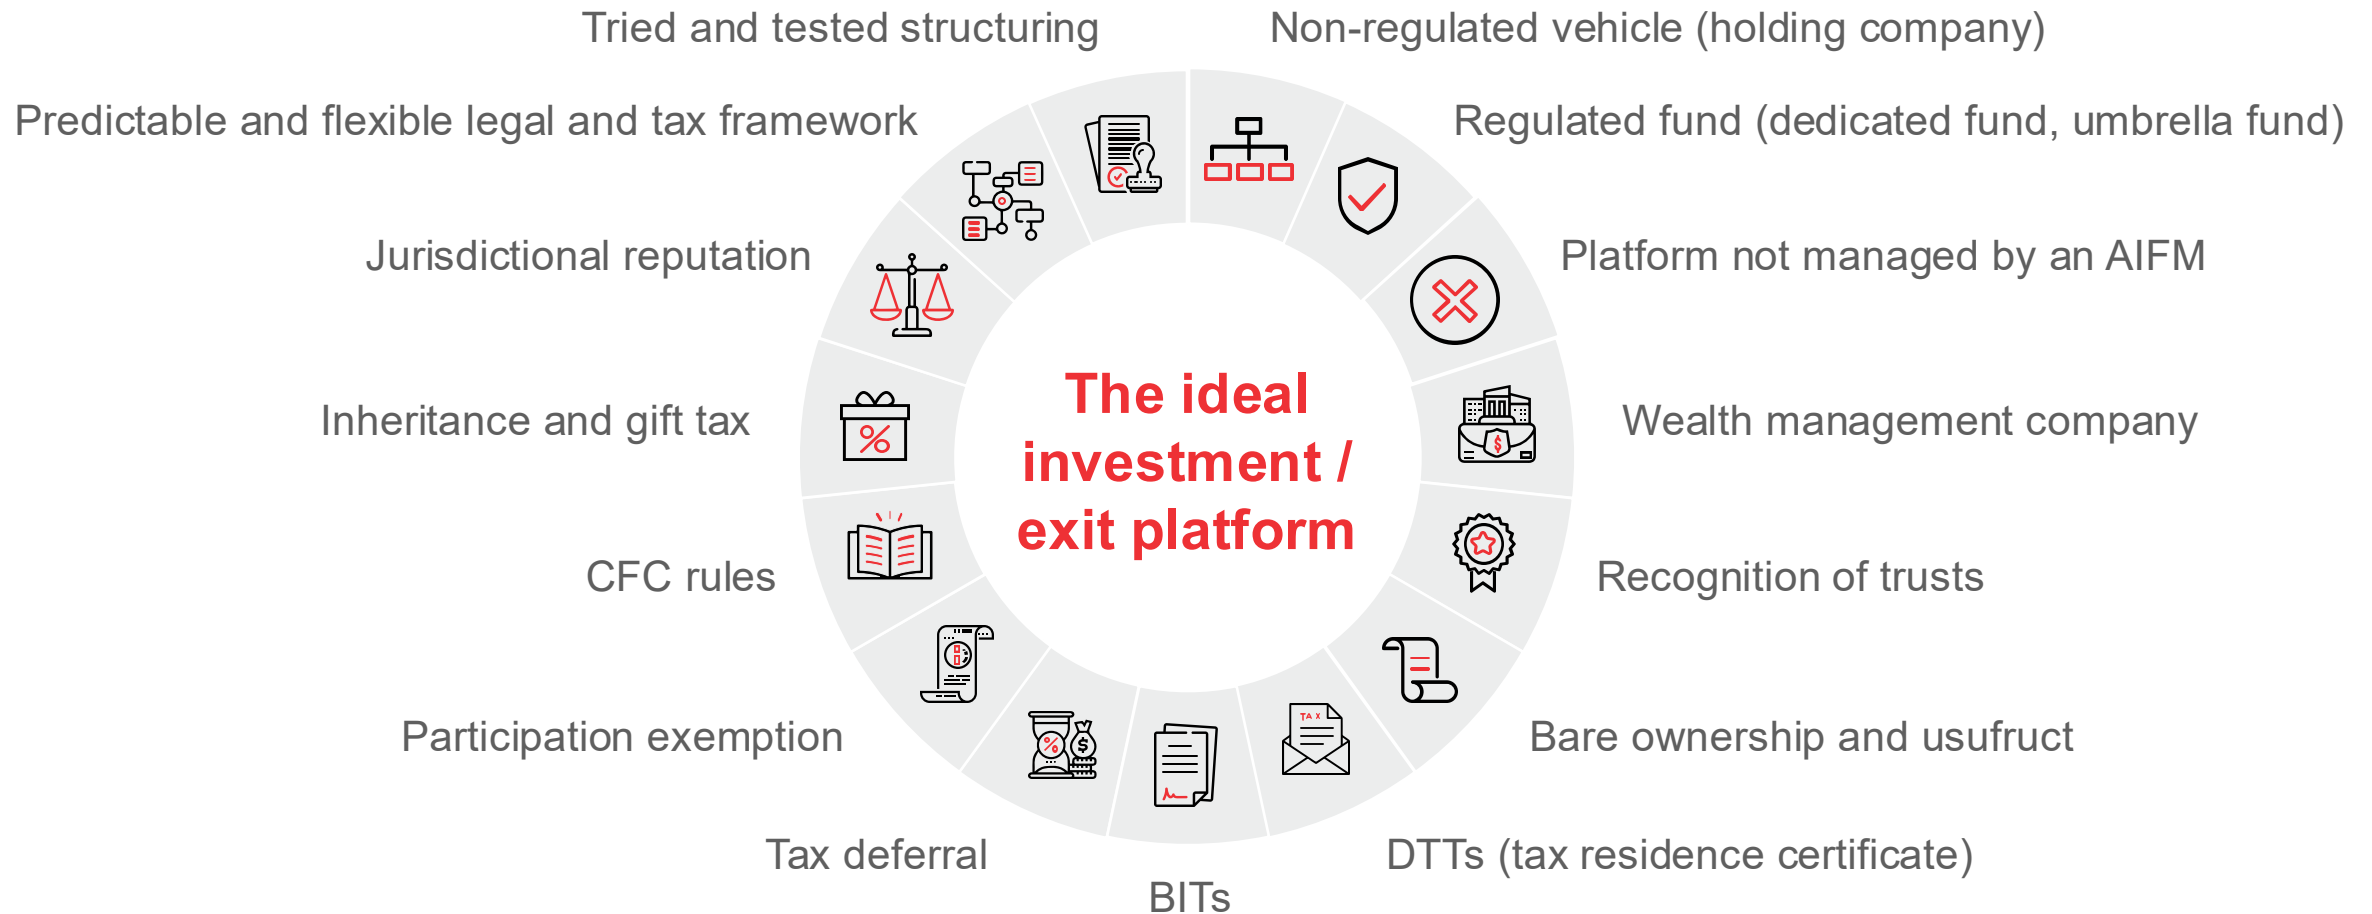 Tried and tested structuring
Non-regulated vehicle (holding company)
Predictable and flexible legal and tax framework
Regulated fund (dedicated fund, umbrella fund)
Jurisdictional reputation
Platform not managed by an AIFM
Inheritance and gift tax
Wealth management company
The ideal
investment /
exit platform
CFC rules
Recognition of trusts
Participation exemption
Bare ownership and usufruct
TAX
Tax deferral
DTTs (tax residence certificate)
BITs